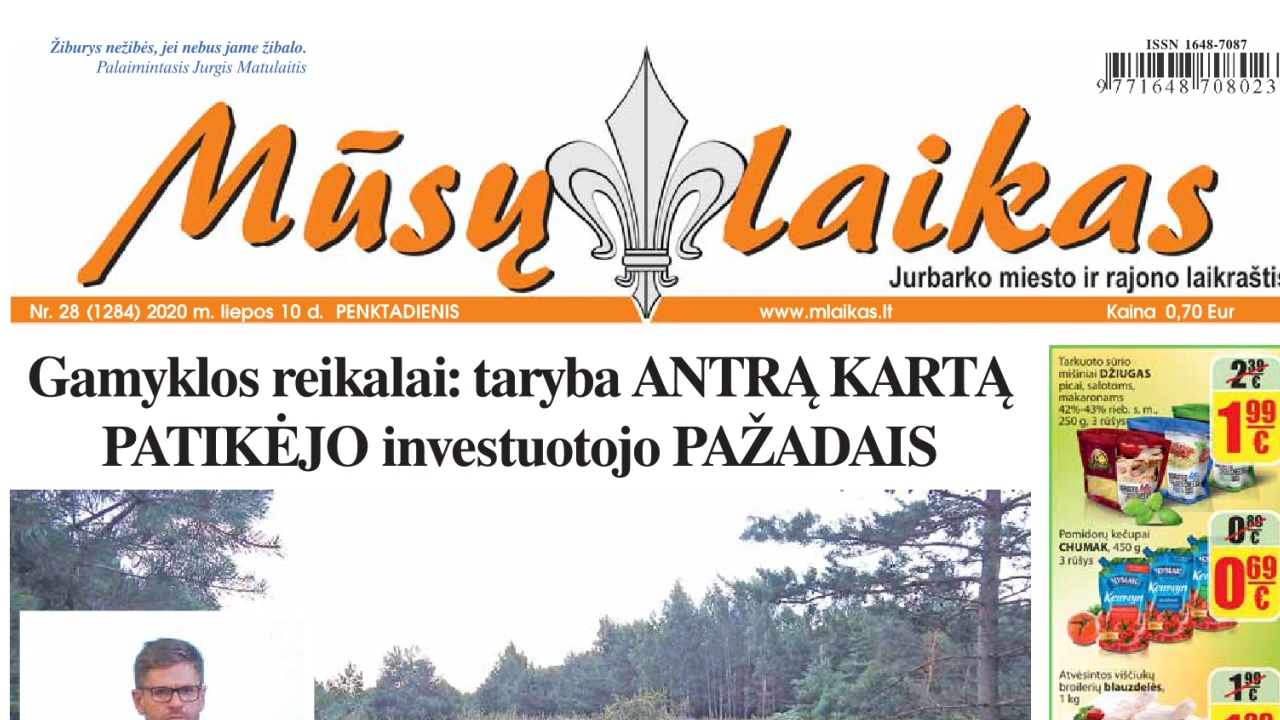 Žiburys nežibės, jei nebus jame žibalo.
Palaimintasis Jurgis Matulaitis
ISSN 1648-7087
9 771648 708023
Mūsų laikas
Jurbarko miesto ir rajono laikraštis
Nr. 28 (1284) 2020 m. liepos 10 d. PENKTADIENIS
www.mlaikas.lt
Kaina 0,70 Eur
Gamyklos reikalai: taryba ANTRĄ KARTĄ
PATIKĖJO investuotojo PAŽADAIS
Tarkuoto sūrio
mišiniai DŽIUGAS
picai, salotoms,
makaronams
42%-43% rieb. s. m.,
250 g, 3 rūšys
2 39 €
1 99 €
Pomidorų kečupai
CHUMAK, 450 g
3 rūšys
0 89 €
0 69 €
ЧУМАК
Кетчуп
Atvėsintos viščiukų
broilerių blauzdelės,
1 kg
1 99 €